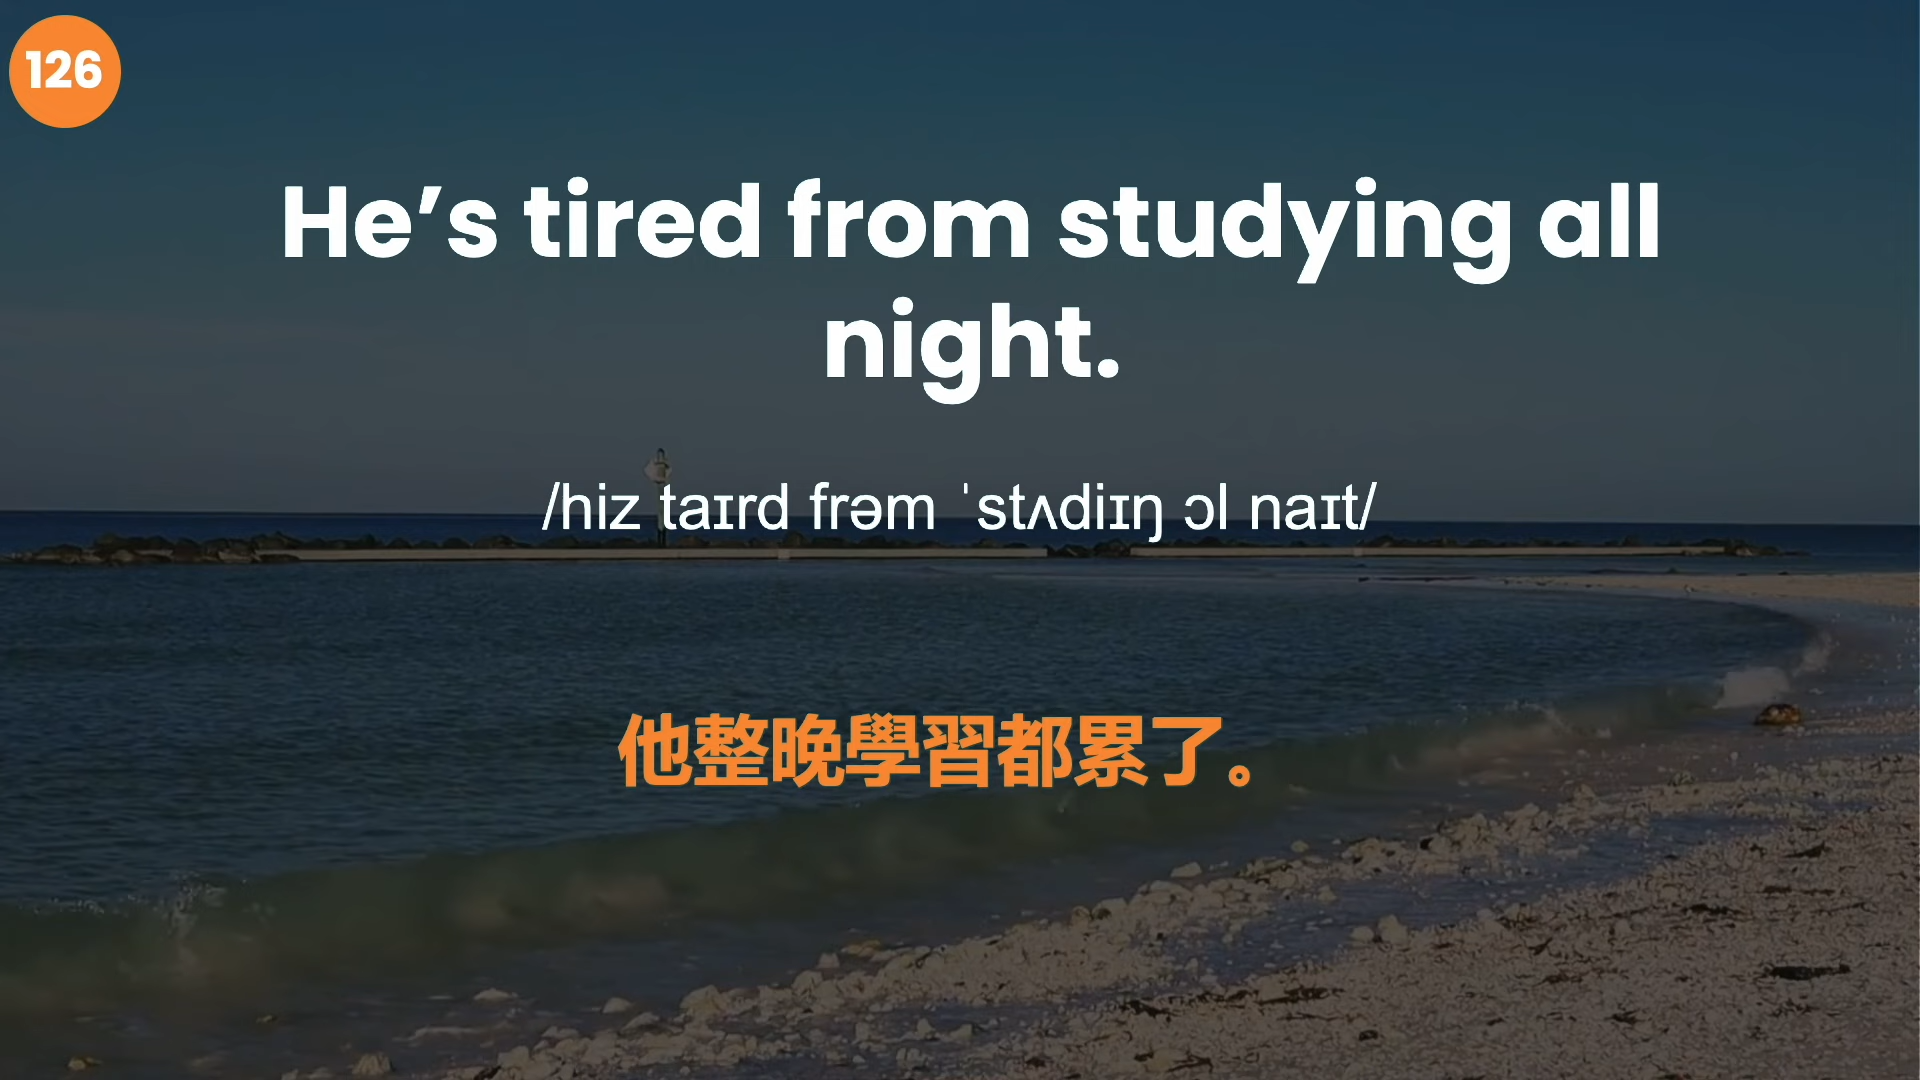 126
He’s tired from studying all
night.
/hiz taɪrd frəm ˈstʌdiɪŋ ɔl naɪt/
他整晚學習都累了。